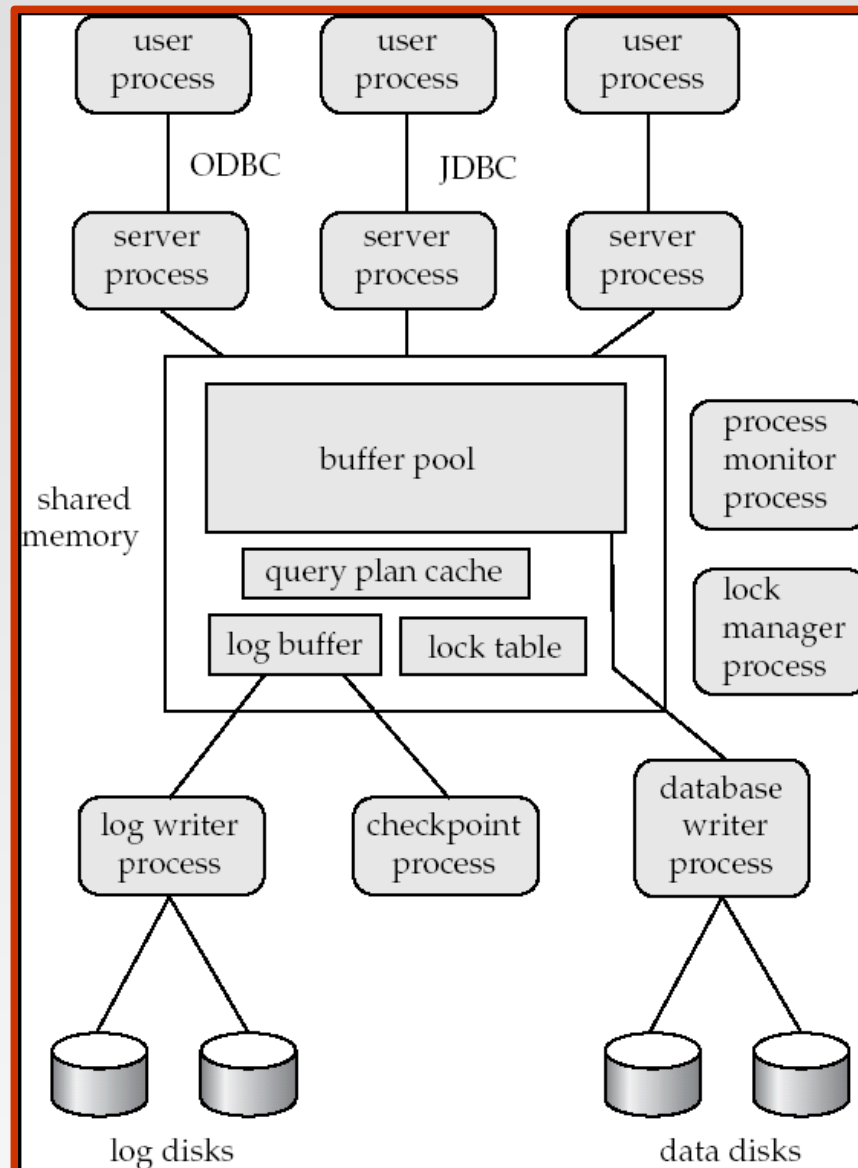 user
process
user
process
user
process
ODBC
JDBC
server
process
server
process
server
process
buffer pool
process
monitor
process
shared
memory
query plan cache
lock
manager
process
log buffer
lock table
log writer
process
checkpoint
process
database
writer
process
log disks
data disks